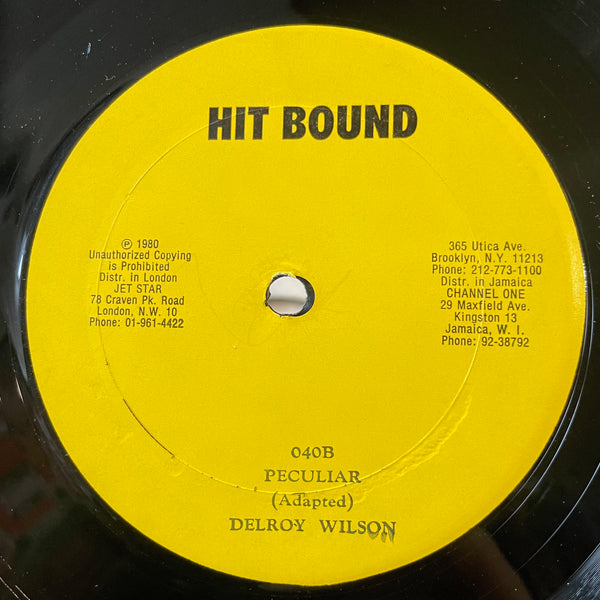 HIT BOUND
℗ 1980
Unauthorized Copying
is Prohibited
Distr. in London
JET STAR
78 Craven Pk. Road
London, N.W. 10
Phone: 01-961-4422
365 Utica Ave.
Brooklyn, N.Y. 11213
Phone: 212-773-1100
Distr. in Jamaica
CHANNEL ONE
29 Maxfield Ave.
Kingston 13
Jamaica, W. I.
Phone: 92-38792
040B
PECULIAR
(Adapted)
DELROY WILSON